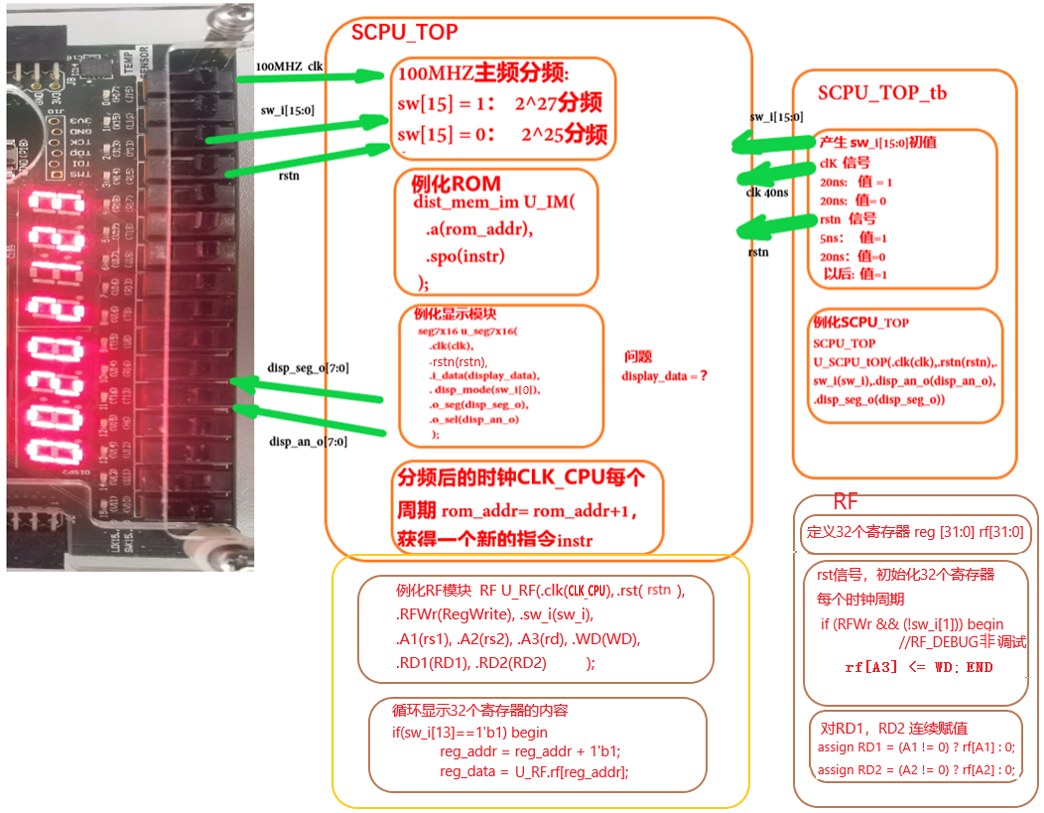 SCPU_TOP
100MHZ主频分频:
sw[15] = 1: 2^27分频
sw[15] = 0: 2^25分频
100MHZ clk
sw_i[15:0]
rstn
例化ROM
dist_mem_im U_IM(
.a(rom_addr),
.spo(instr)
);
例化显示模块
seg7x16 u_seg7x16(
.clk(clk),
.rstn(rstn),
.i_data(display_data),
. disp_mode(sw_i[0]),
.o_seg(disp_seg_o),
.o_sel(disp_an_o)
);
问题
display_data = ?
disp_seg_o[7:0]
disp_an_o[7:0]
分频后的时钟CLK_CPU每个
周期 rom_addr= rom_addr+1,
获得一个新的指令instr
例化RF模块 RF U_RF(.clk(CLK_CPU), .rst( rstn ),
.RFWr(RegWrite), .sw_i(sw_i),
.A1(rs1), .A2(rs2), .A3(rd), .WD(WD),
.RD1(RD1), .RD2(RD2) );
循环显示32个寄存器的内容
if(sw_i[13]==1'b1) begin
reg_addr = reg_addr + 1'b1;
reg_data = U_RF.rf[reg_addr];
SCPU_TOP_tb
sw_i[15:0]
clk 40ns
rstn
产生 sw_i[15:0]初值
clK 信号
20ns: 值 = 1
20ns: 值= 0
rstn 信号
5ns: 值=1
20ns: 值=0
以后: 值=1
例化SCPU_TOP
SCPU_TOP
U_SCPU_tOP(.clk(clk),.rstn(rstn),.
sw_i(sw_i),.disp_an_o(disp_an_o),
.disp_seg_o(disp_seg_o))
RF
定义32个寄存器 reg [31:0] rf[31:0]
rst信号，初始化32个寄存器
每个时钟周期
if (RFWr && (!sw_i[1])) begin
//RF_DEBUG非调试
rf[A3] <= WD; END
对RD1，RD2 连续赋值
assign RD1 = (A1 != 0) ? rf[A1] : 0;
assign RD2 = (A2 != 0) ? rf[A2] : 0;
TEMP
SENSOR